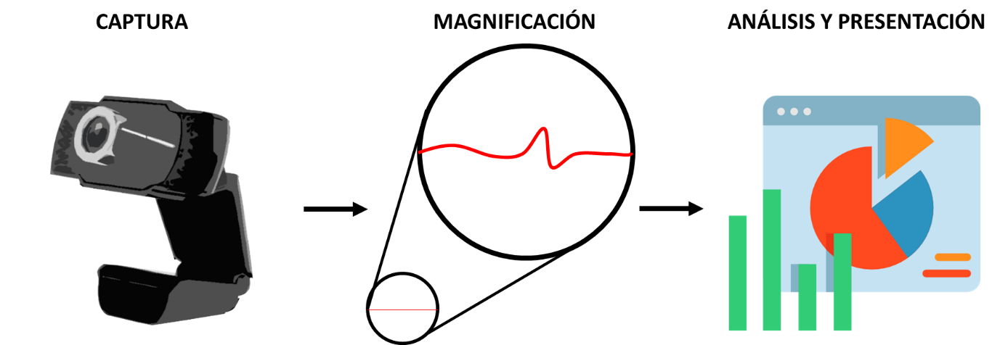 CAPTURA
MAGNIFICACIÓN
ANÁLISIS Y PRESENTACIÓN